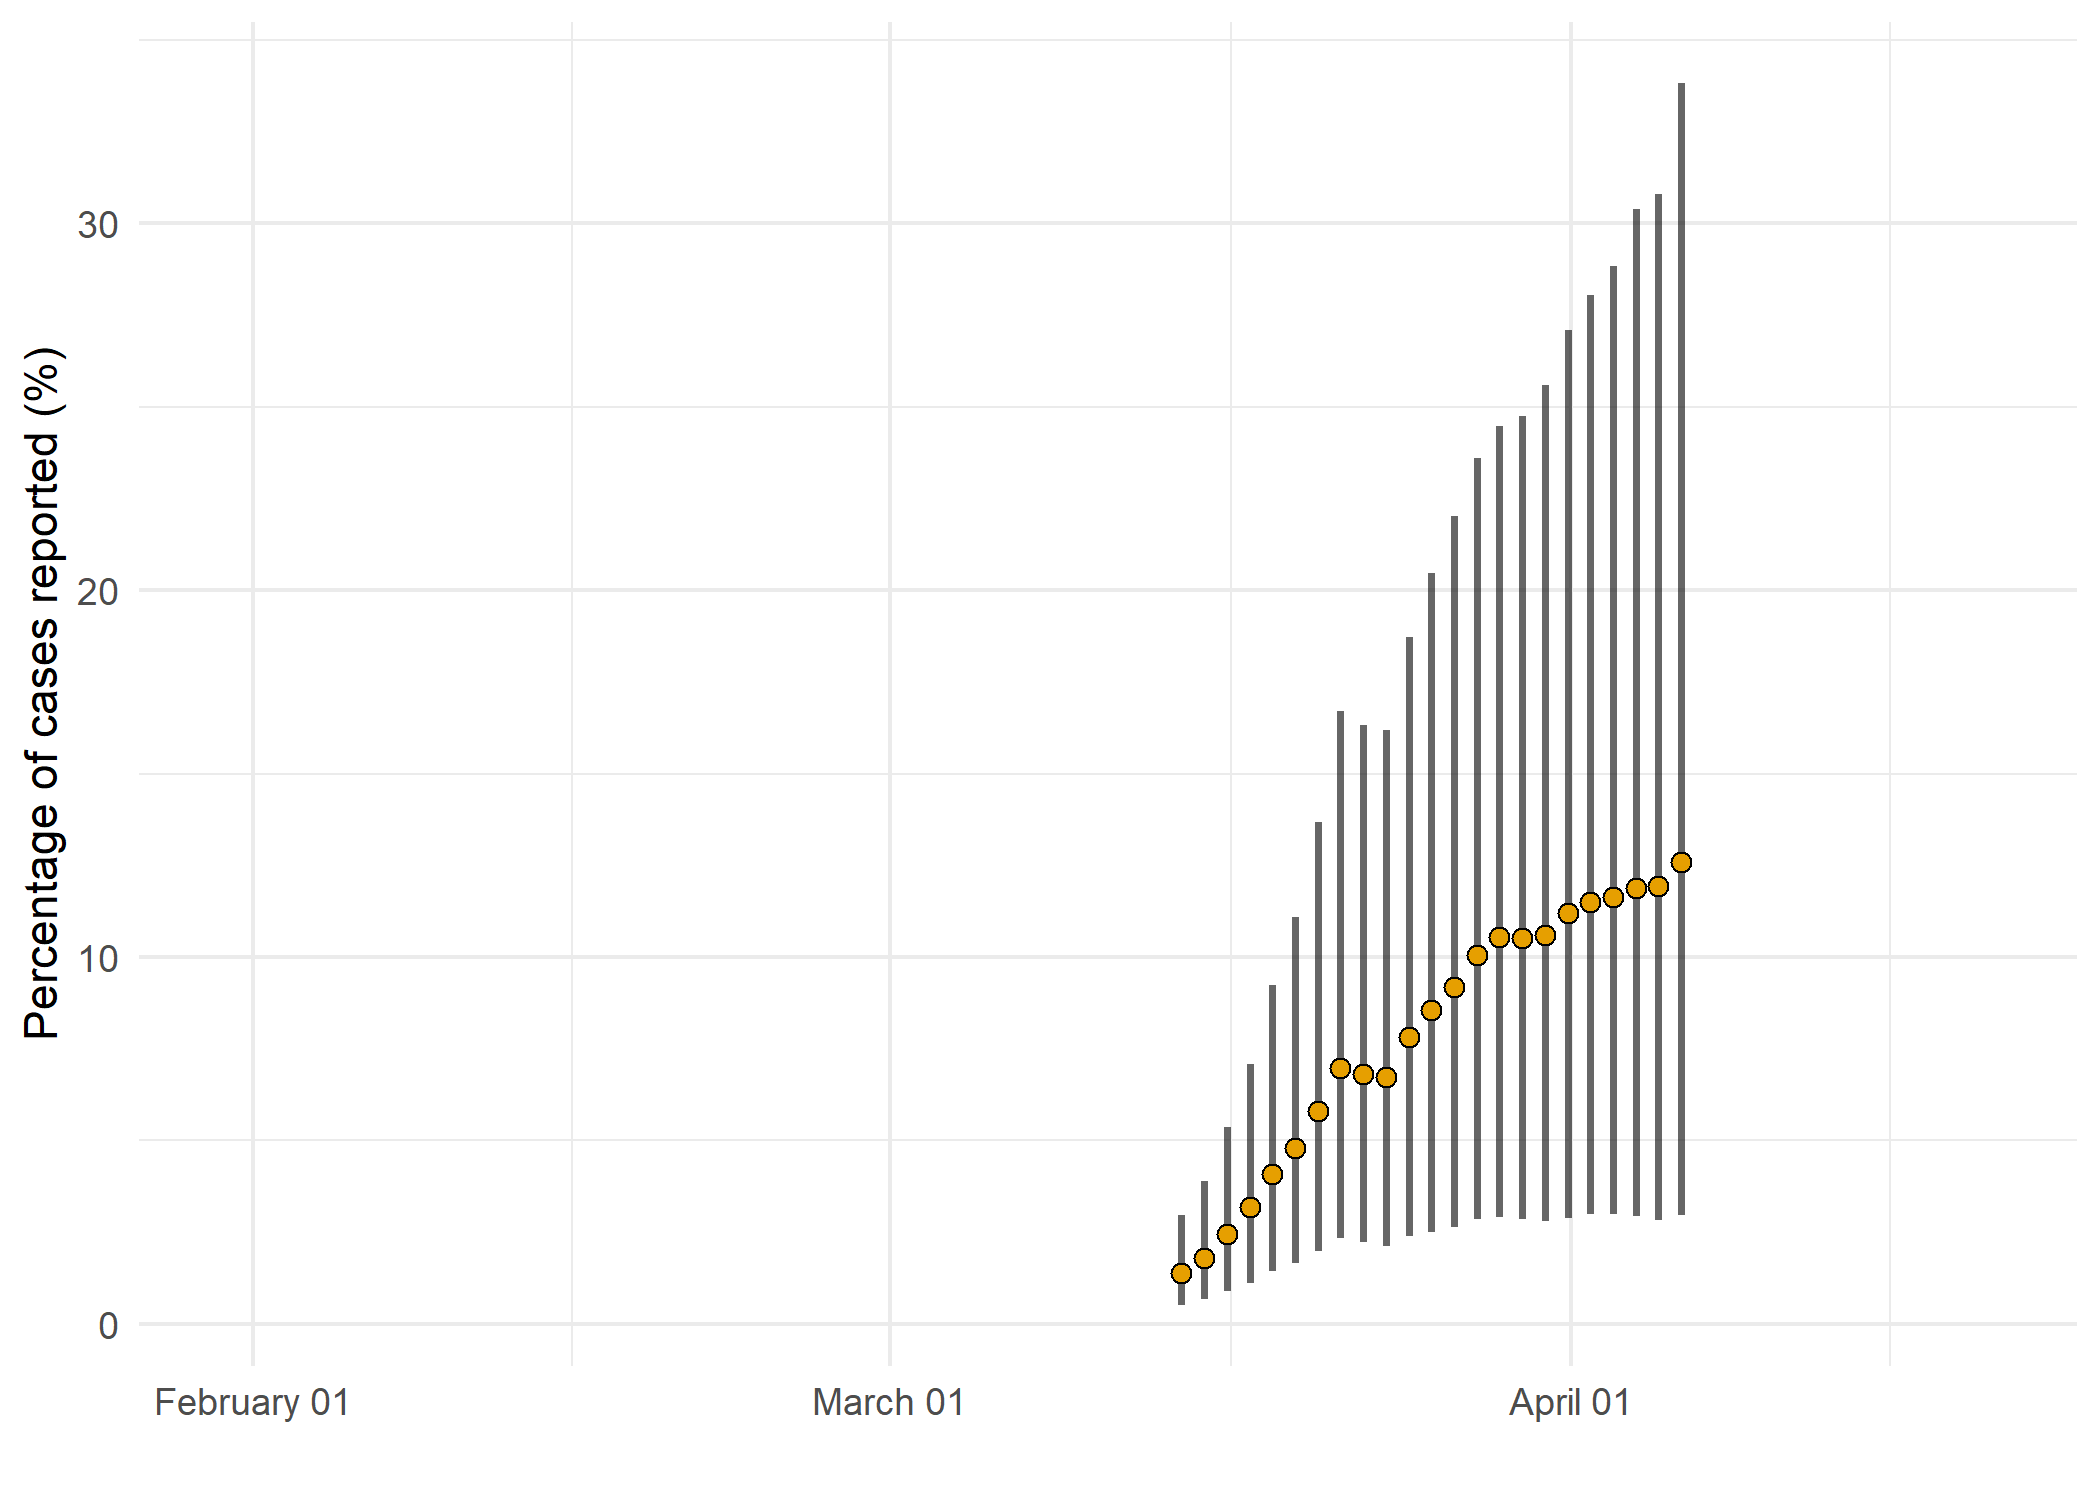 Percentage of cases reported (%)
30
20
10
0
February 01
March 01
April 01